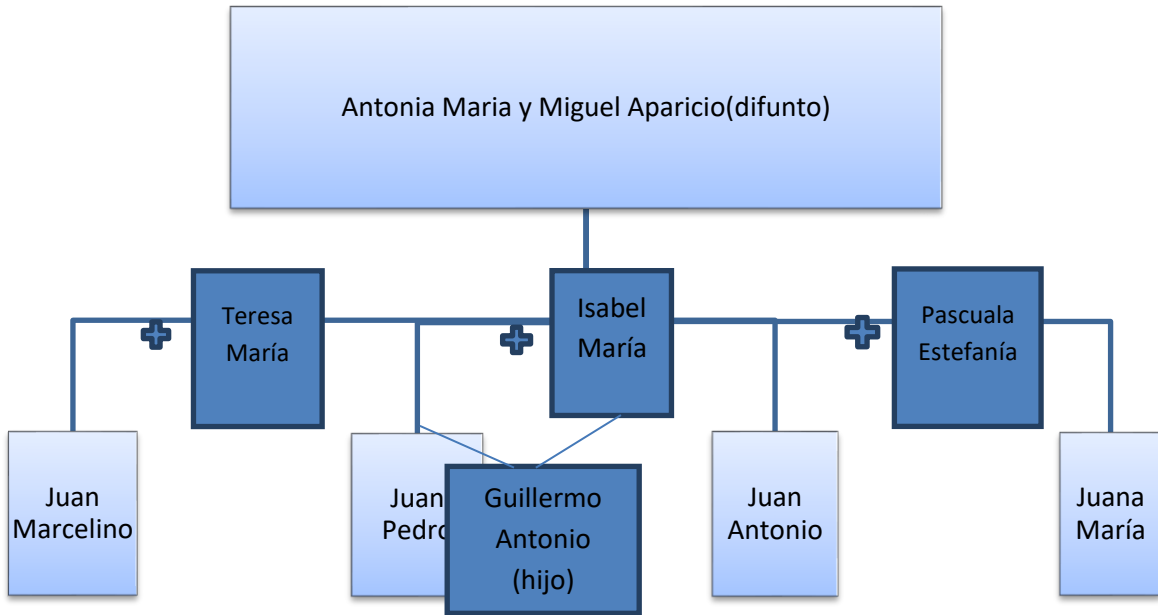 Antonia Maria y Miguel Aparicio(difunto)
Teresa
María
Isabel
María
Pascuala
Estefanía
Juan
Marcelino
Juan
Pedro
Guillermo
Antonio
(hijo)
Juan
Antonio
Juana
María